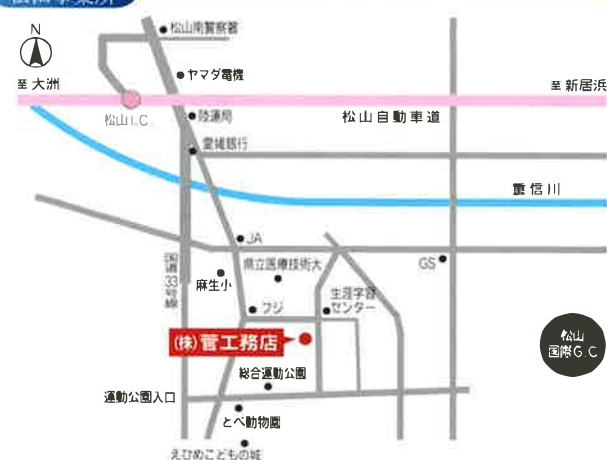 N
松山南警察署
ヤマダ電機
至 大洲
至 新居浜
松山I.C
陸運局
松山自動車道
愛媛銀行
重信川
JA
国道33号線
県立医療技術大
GS
麻生小
生涯学習
センター
フジ
(株)菅工務店
松山
国際G.C
総合運動公園
運動公園入口
とべ動物園
えひめこどもの城